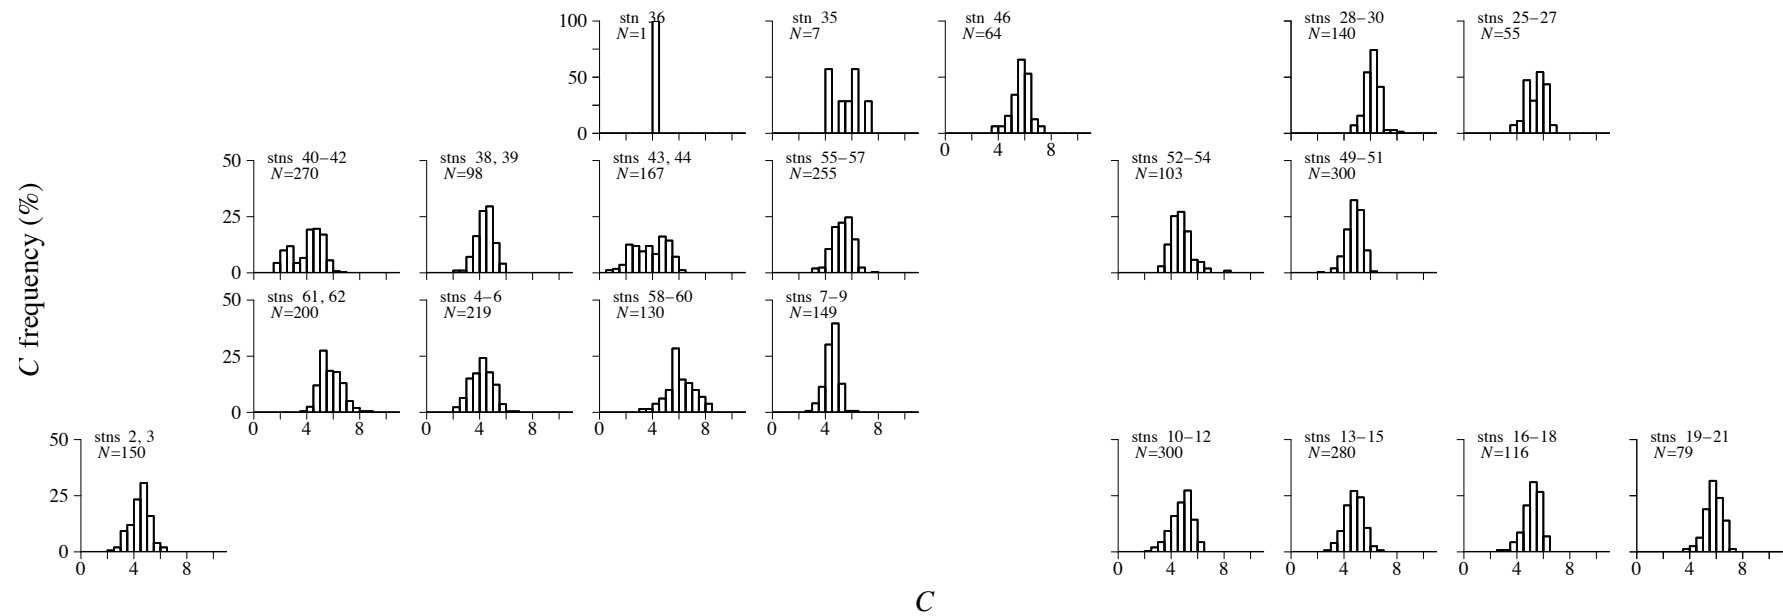 100 stn 36 stn 35 stn 46 stns 28−30 stns 25−27
N=1 N=7 N=64 N=140 N=55
50
0
4 8
50 stns 40−42 stns 38, 39 stns 43, 44 stns 55−57 stns 52−54 stns 49−51
N=270 N=98 N=167 N=255 N=103 N=300
25
0
0 4 8
50 stns 61, 62 stns 4−6 stns 58−60 stns 7−9
N=200 N=219 N=130 N=149
25
0
0 4 8 0 4 8 0 4 8 0 4 8
50 stns 2, 3 stns 10−12 stns 13−15 stns 16−18 stns 19−21
N=150 N=300 N=280 N=116 N=79
25
0
0 4 8 0 4 8 0 4 8 0 4 8 0 4 8
C frequency (%)
C